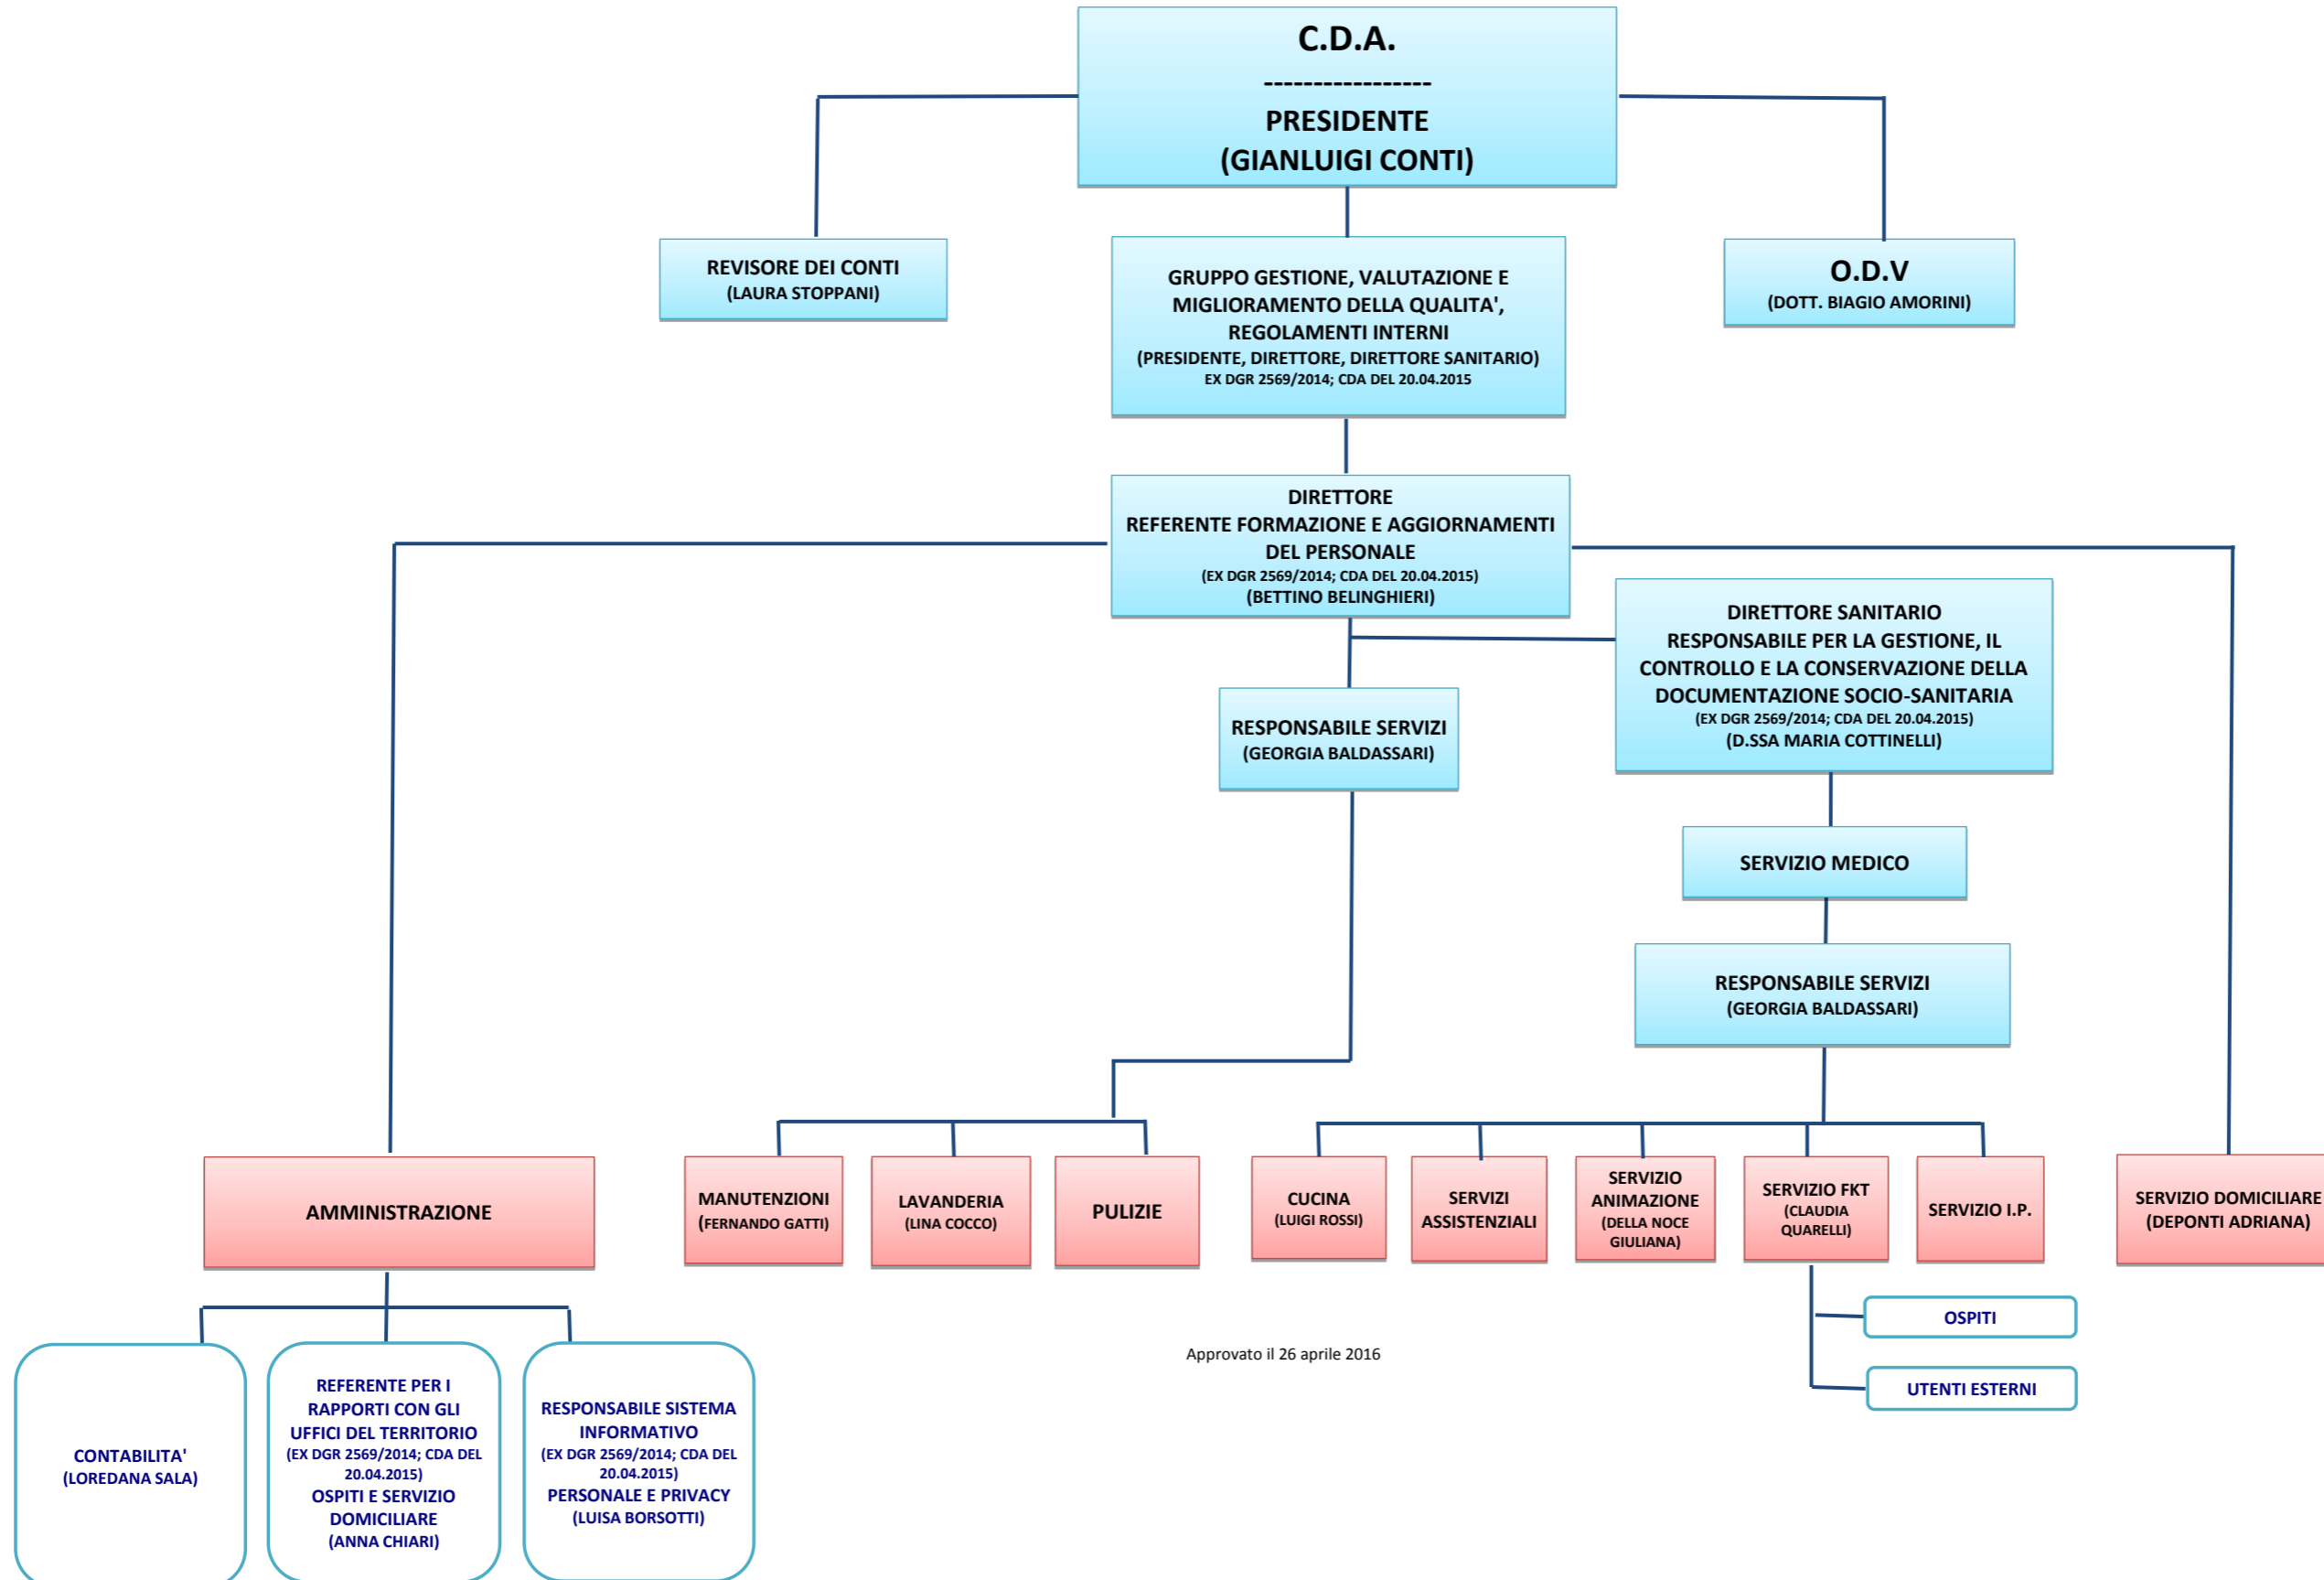 C.D.A.
-----------------
PRESIDENTE
(GIANLUIGI CONTI)
REVISORE DEI CONTI
(LAURA STOPPANI)
GRUPPO GESTIONE, VALUTAZIONE E
MIGLIORAMENTO DELLA QUALITA',
REGOLAMENTI INTERNI
(PRESIDENTE, DIRETTORE, DIRETTORE SANITARIO)
EX DGR 2569/2014; CDA DEL 20.04.2015
O.D.V
(DOTT. BIAGIO AMORINI)
DIRETTORE
REFERENTE FORMAZIONE E AGGIORNAMENTI
DEL PERSONALE
(EX DGR 2569/2014; CDA DEL 20.04.2015)
(BETTINO BELINGHIERI)
DIRETTORE SANITARIO
RESPONSABILE PER LA GESTIONE, IL
CONTROLLO E LA CONSERVAZIONE DELLA
DOCUMENTAZIONE SOCIO-SANITARIA
(EX DGR 2569/2014; CDA DEL 20.04.2015)
(D.SSA MARIA COTTINELLI)
RESPONSABILE SERVIZI
(GEORGIA BALDASSARI)
SERVIZIO MEDICO
RESPONSABILE SERVIZI
(GEORGIA BALDASSARI)
AMMINISTRAZIONE
MANUTENZIONI
(FERNANDO GATTI)
LAVANDERIA
(LINA COCCO)
PULIZIE
CUCINA
(LUIGI ROSSI)
SERVIZI
ASSISTENZIALI
SERVIZIO
ANIMAZIONE
(DELLA NOCE
GIULIANA)
SERVIZIO FKT
(CLAUDIA
QUARELLI)
SERVIZIO I.P.
SERVIZIO DOMICILIARE
(DEPONTI ADRIANA)
OSPITI
UTENTI ESTERNI
Approvato il 26 aprile 2016
CONTABILITA'
(LOREDANA SALA)
REFERENTE PER I
RAPPORTI CON GLI
UFFICI DEL TERRITORIO
(EX DGR 2569/2014; CDA DEL
20.04.2015)
OSPITI E SERVIZIO
DOMICILIARE
(ANNA CHIARI)
RESPONSABILE SISTEMA
INFORMATIVO
(EX DGR 2569/2014; CDA DEL
20.04.2015)
PERSONALE E PRIVACY
(LUISA BORSOTTI)